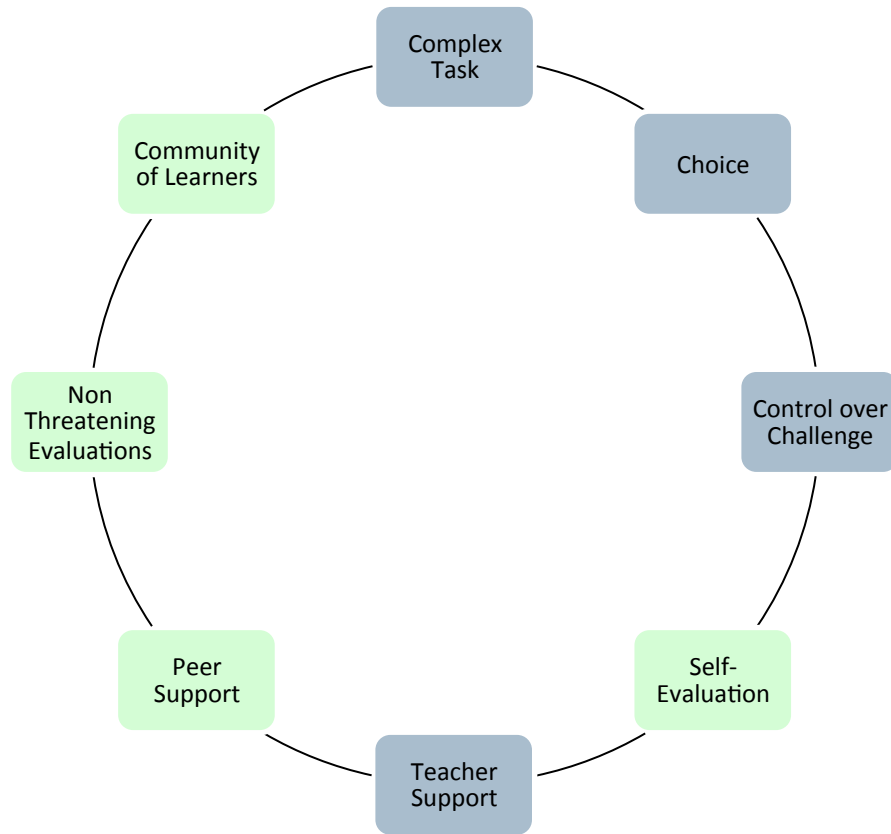 Complex
Task
Choice
Control over
Challenge
Self-
Evaluation
Teacher
Support
Peer
Support
Non
Threatening
Evaluations
Community
of Learners